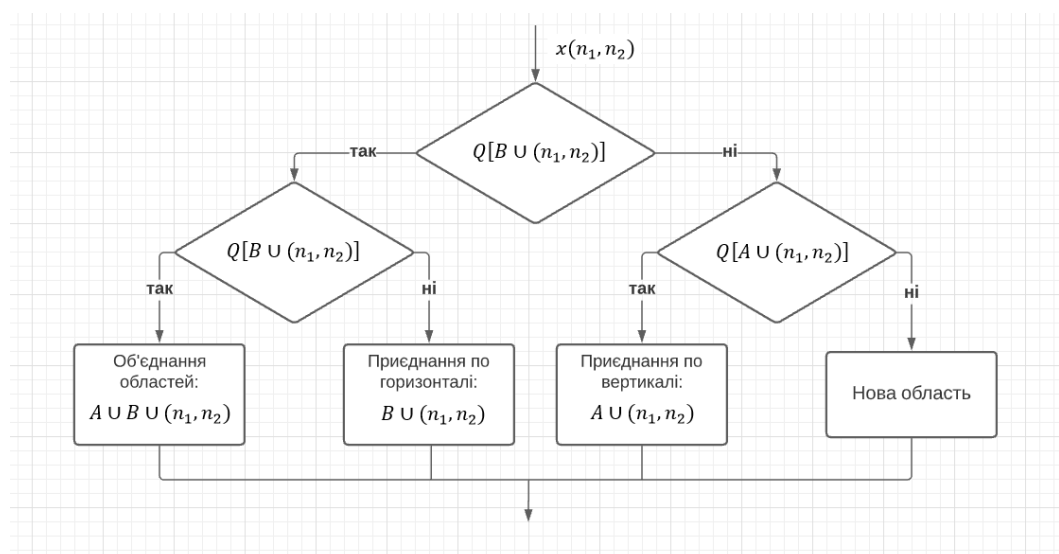 x(n₁, n₂)
Q[B ∪ (n₁, n₂)]
так
ні
Q[B ∪ (n₁, n₂)]
Q[A ∪ (n₁, n₂)]
так
ні
так
ні
Об'єднання
областей:
A ∪ B ∪ (n₁, n₂)
Приєднання по
горизонталі:
B ∪ (n₁, n₂)
Приєднання по
вертикалі:
A ∪ (n₁, n₂)
Нова область